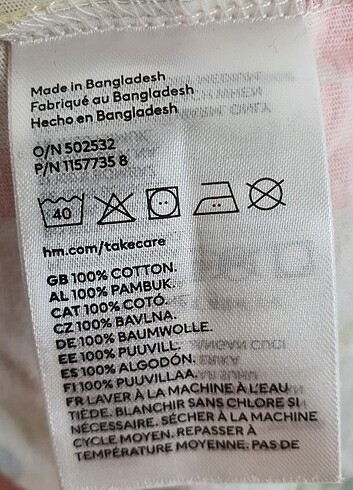 Made in Bangladesh
Fabriqué au Bangladesh
Hecho en Bangladesh
O/N 502532
P/N 1157735 8
40
hm.com/takecare
GB 100% COTTON.
AL 100% PAMBUK.
CAT 100% COTÓ.
CZ 100% BAVLNA.
DE 100% BAUMWOLLE.
EE 100% PUUVILL.
ES 100% ALGODÓN.
FI 100% PUUVILLAA.
FR LAVER À LA MACHINE À L'EAU
TIÈDE. BLANCHIR SANS CHLORE SI
NÉCESSAIRE. SÉCHER À LA MACHINE
CYCLE MOYEN. REPASSER À
TEMPÉRATURE MOYENNE. PAS DE